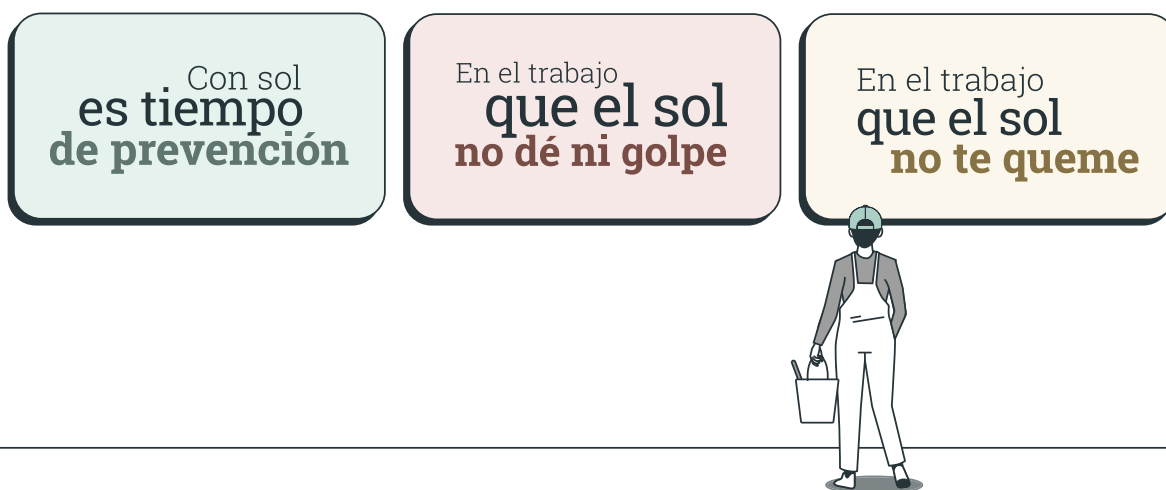 Con sol
es tiempo
de prevención
En el trabajo
que el sol
no dé ni golpe
En el trabajo
que el sol
no te queme